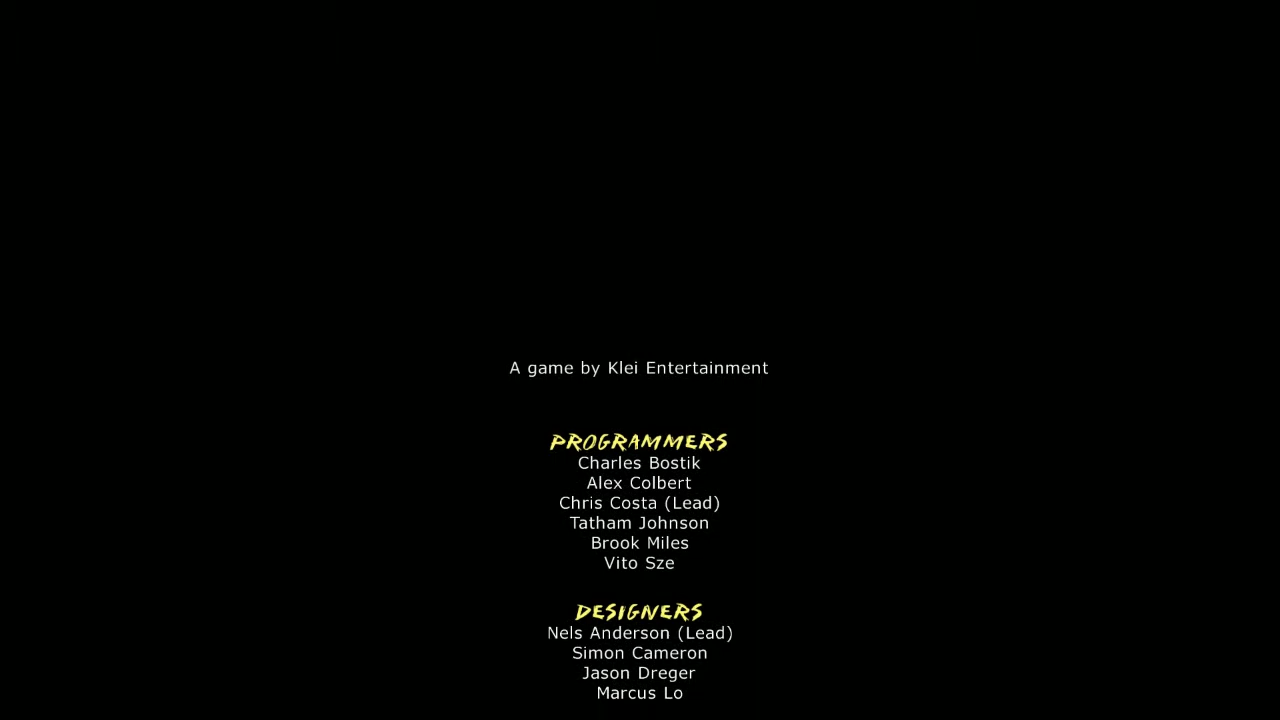 A game by Klei Entertainment
PROGRAMMERS
Charles Bostik
Alex Colbert
Chris Costa (Lead)
Tatham Johnson
Brook Miles
Vito Sze
DESIGNERS
Nels Anderson (Lead)
Simon Cameron
Jason Dreger
Marcus Lo